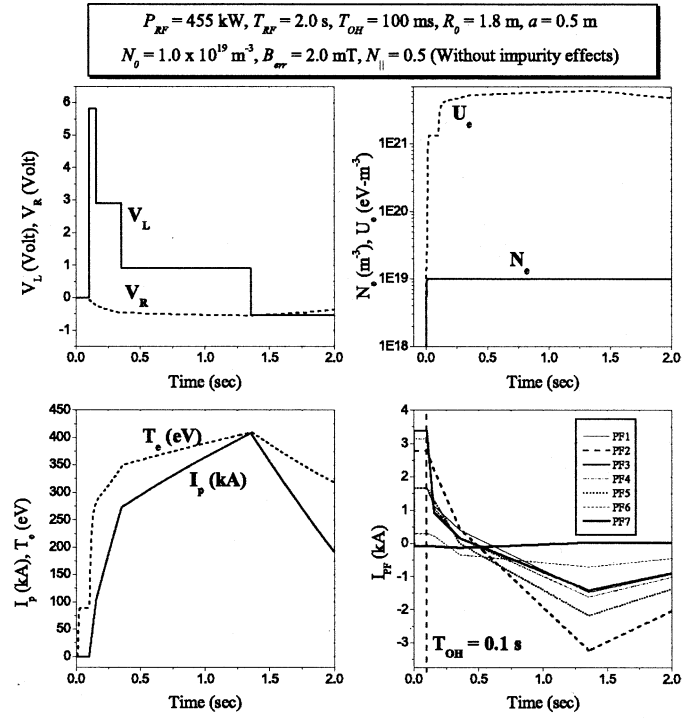 P_RF = 455 kW, T_RF = 2.0 s, T_OH = 100 ms, R_0 = 1.8 m, a = 0.5 m
N_0 = 1.0 x 10^19 m^-3, B_err = 2.0 mT, N_|| = 0.5 (Without impurity effects)
V_L (Volt), V_R (Volt)
6
5
4
3
2
1
0
-1
V_L
V_R
0.0 0.5 1.0 1.5 2.0
Time (sec)
N_e (m^-3), U_e (eV-m^-3)
1E21
1E20
1E19
1E18
U_e
N_e
0.0 0.5 1.0 1.5 2.0
Time (sec)
I_p (kA), T_e (eV)
450
400
350
300
250
200
150
100
50
0
T_e (eV)
I_p (kA)
0.0 0.5 1.0 1.5 2.0
Time (sec)
I_PF (kA)
4
3
2
1
0
-1
-2
-3
PF1
PF2
PF3
PF4
PF5
PF6
PF7
T_OH = 0.1 s
0.0 0.5 1.0 1.5 2.0
Time (sec)